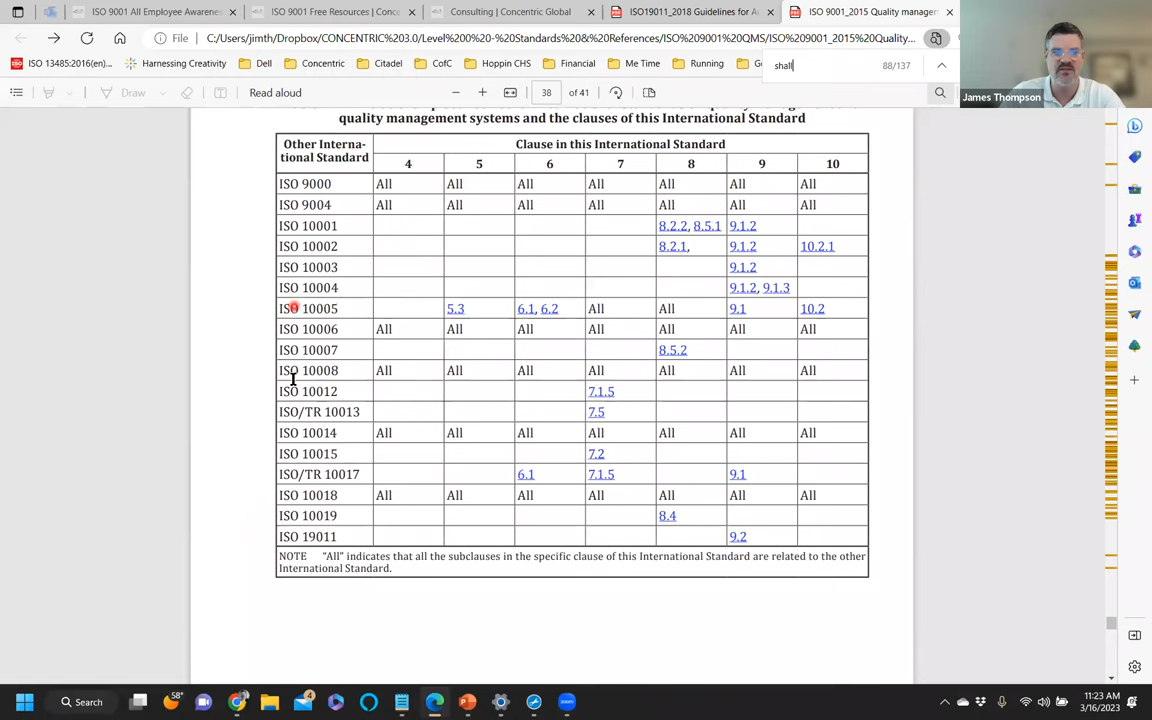 ISO 9001 All Employee Awarenes
ISO 9001 Free Resources | Conce
Consulting | Concentric Global
ISO19011_2018 Guidelines for Au
ISO 9001_2015 Quality managem
File
C:/Users/jimth/Dropbox/CONCENTRIC%203.0/Level%200%20-%20Standards%20&%20References/ISO%209001%20QMS/ISO%209001_2015%20Quality...
ISO 13485:2016(en)...
Harnessing Creativity
Dell
Concentric
Citadel
CofC
Hoppin CHS
Financial
Me Time
Running
shall
88/137
Draw
Read aloud
38
of 41
James Thompson
quality management systems and the clauses of this International Standard
Other Interna-
tional Standard
Clause in this International Standard
4 5 6 7 8 9 10
ISO 9000 All All All All All All All
ISO 9004 All All All All All All All
ISO 10001 8.2.2, 8.5.1 9.1.2
ISO 10002 8.2.1, 9.1.2 10.2.1
ISO 10003 9.1.2
ISO 10004 9.1.2, 9.1.3
ISO 10005 5.3 6.1, 6.2 All All 9.1 10.2
ISO 10006 All All All All All All All
ISO 10007 8.5.2
ISO 10008 All All All All All All All
ISO 10012 7.1.5
ISO/TR 10013 7.5
ISO 10014 All All All All All All All
ISO 10015 7.2
ISO/TR 10017 6.1 7.1.5 9.1
ISO 10018 All All All All All All All
ISO 10019 8.4
ISO 19011 9.2
NOTE "All" indicates that all the subclauses in the specific clause of this International Standard are related to the other
International Standard.
Search
58°
4
zoom
11:23 AM
3/16/2023